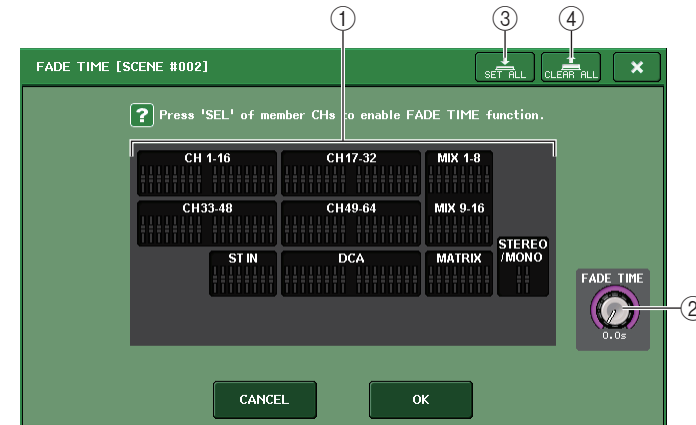 ① ③ ④
FADE TIME [SCENE #002] SET ALL CLEAR ALL ×
? Press 'SEL' of member CHs to enable FADE TIME function.
CH 1-16 CH17-32 MIX 1-8
CH33-48 CH49-64 MIX 9-16
ST IN DCA MATRIX STEREO /MONO
FADE TIME
②
0.0s
CANCEL OK